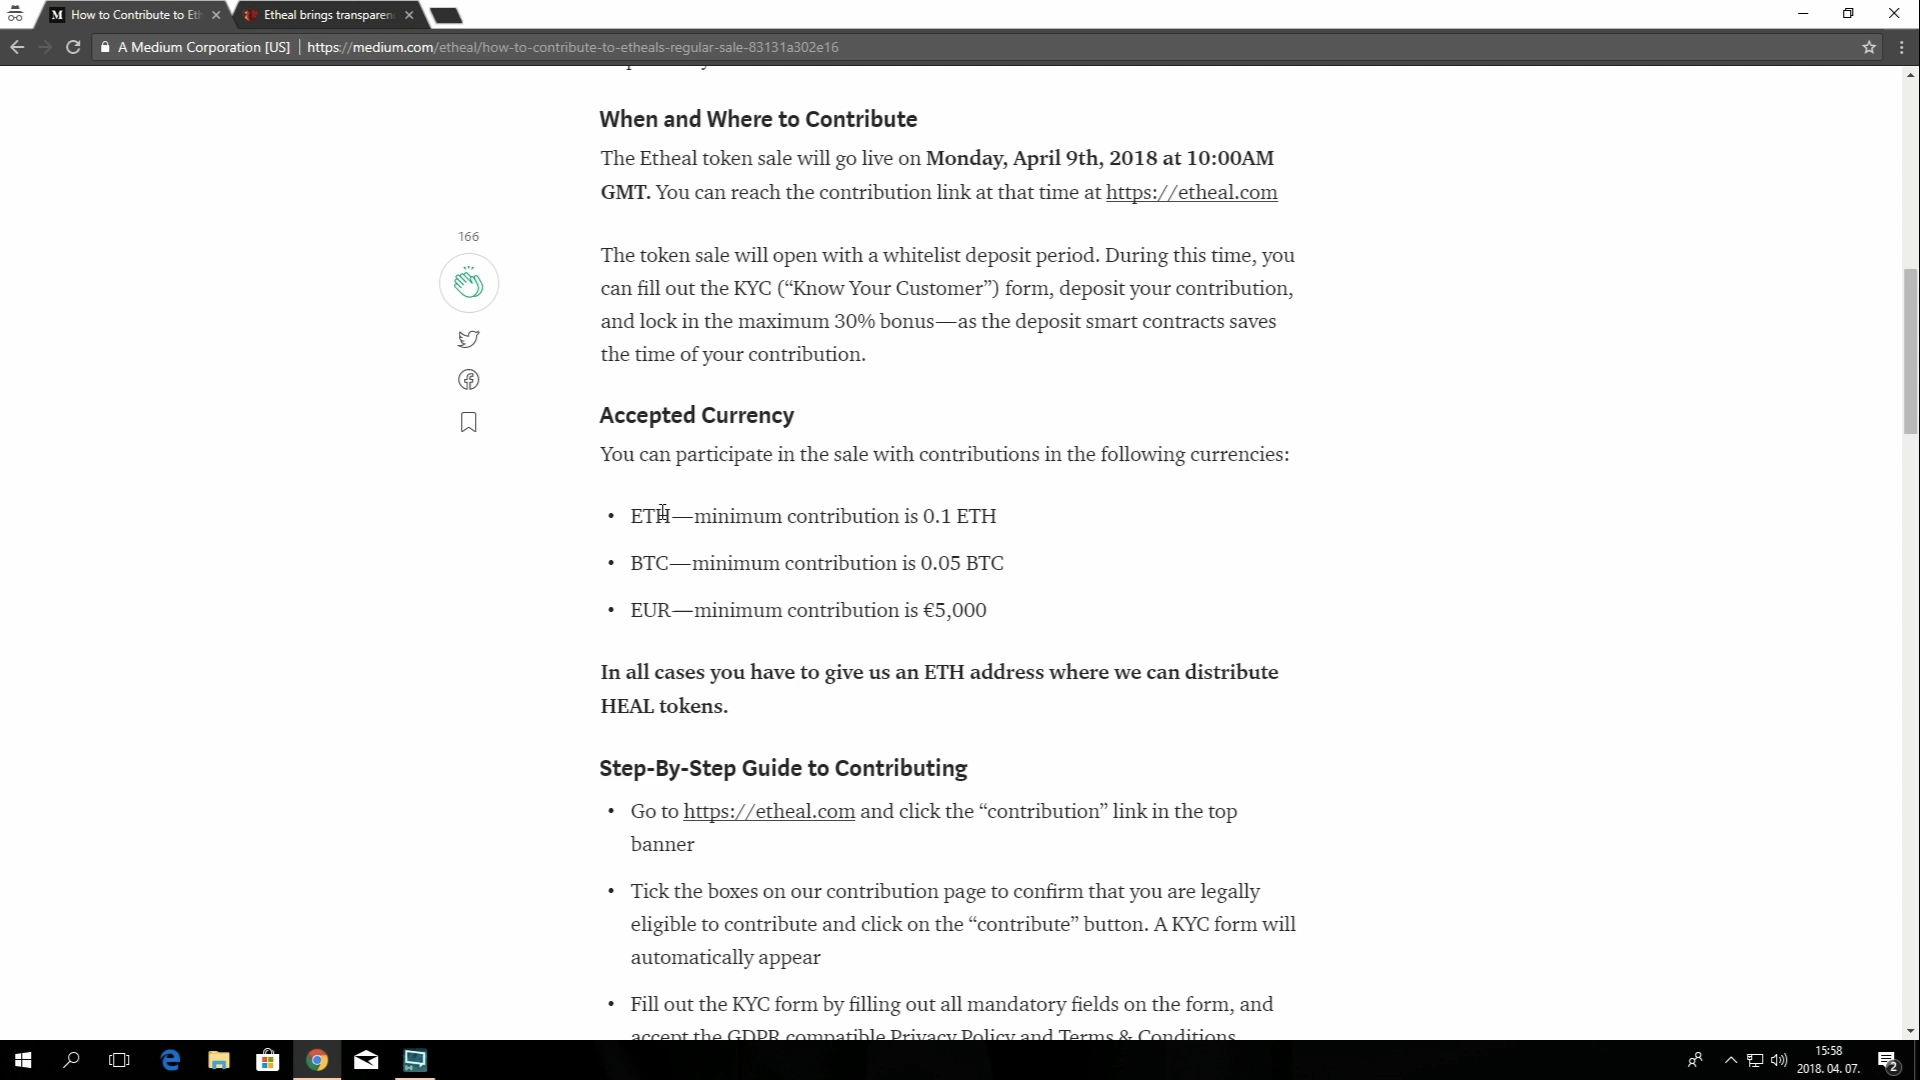 How to Contribute to Eth
Etheal brings transparen
A Medium Corporation [US]
https://medium.com/etheal/how-to-contribute-to-etheals-regular-sale-83131a302e16
When and Where to Contribute
The Etheal token sale will go live on Monday, April 9th, 2018 at 10:00AM
GMT. You can reach the contribution link at that time at https://etheal.com
166
The token sale will open with a whitelist deposit period. During this time, you
can fill out the KYC (“Know Your Customer”) form, deposit your contribution,
and lock in the maximum 30% bonus—as the deposit smart contracts saves
the time of your contribution.
Accepted Currency
You can participate in the sale with contributions in the following currencies:
• ETH—minimum contribution is 0.1 ETH
• BTC—minimum contribution is 0.05 BTC
• EUR—minimum contribution is €5,000
In all cases you have to give us an ETH address where we can distribute
HEAL tokens.
Step-By-Step Guide to Contributing
• Go to https://etheal.com and click the “contribution” link in the top
banner
• Tick the boxes on our contribution page to confirm that you are legally
eligible to contribute and click on the “contribute” button. A KYC form will
automatically appear
• Fill out the KYC form by filling out all mandatory fields on the form, and
accept the GDPR compatible Privacy Policy and Terms & Conditions
15:58
2018. 04. 07.
2